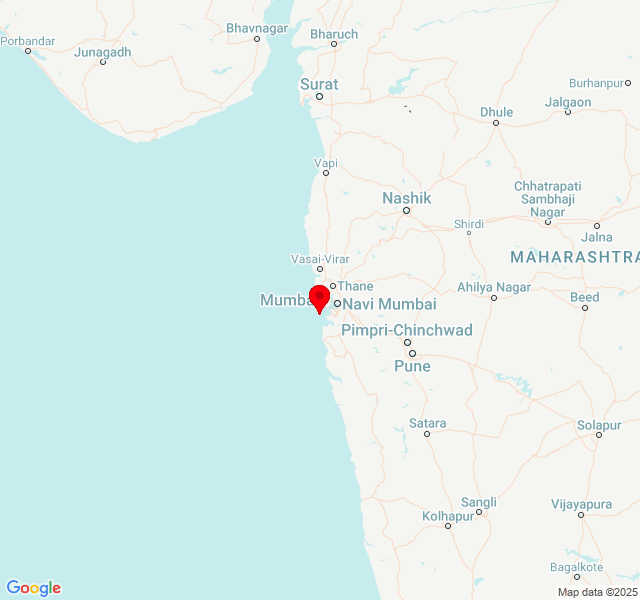 Porbandar
Junagadh
Bhavnagar
Bharuch
Surat
Burhanpur
Jalgaon
Dhule
Vapi
Nashik
Chhatrapati
Sambhaji
Nagar
Shirdi
Jalna
Vasai-Virar
MAHARASHTRA
Thane
Mumba
Navi Mumbai
Ahilya Nagar
Beed
Pimpri-Chinchwad
Pune
Satara
Solapur
Sangli
Kolhapur
Vijayapura
Bagalkote
Google
Map data ©2025